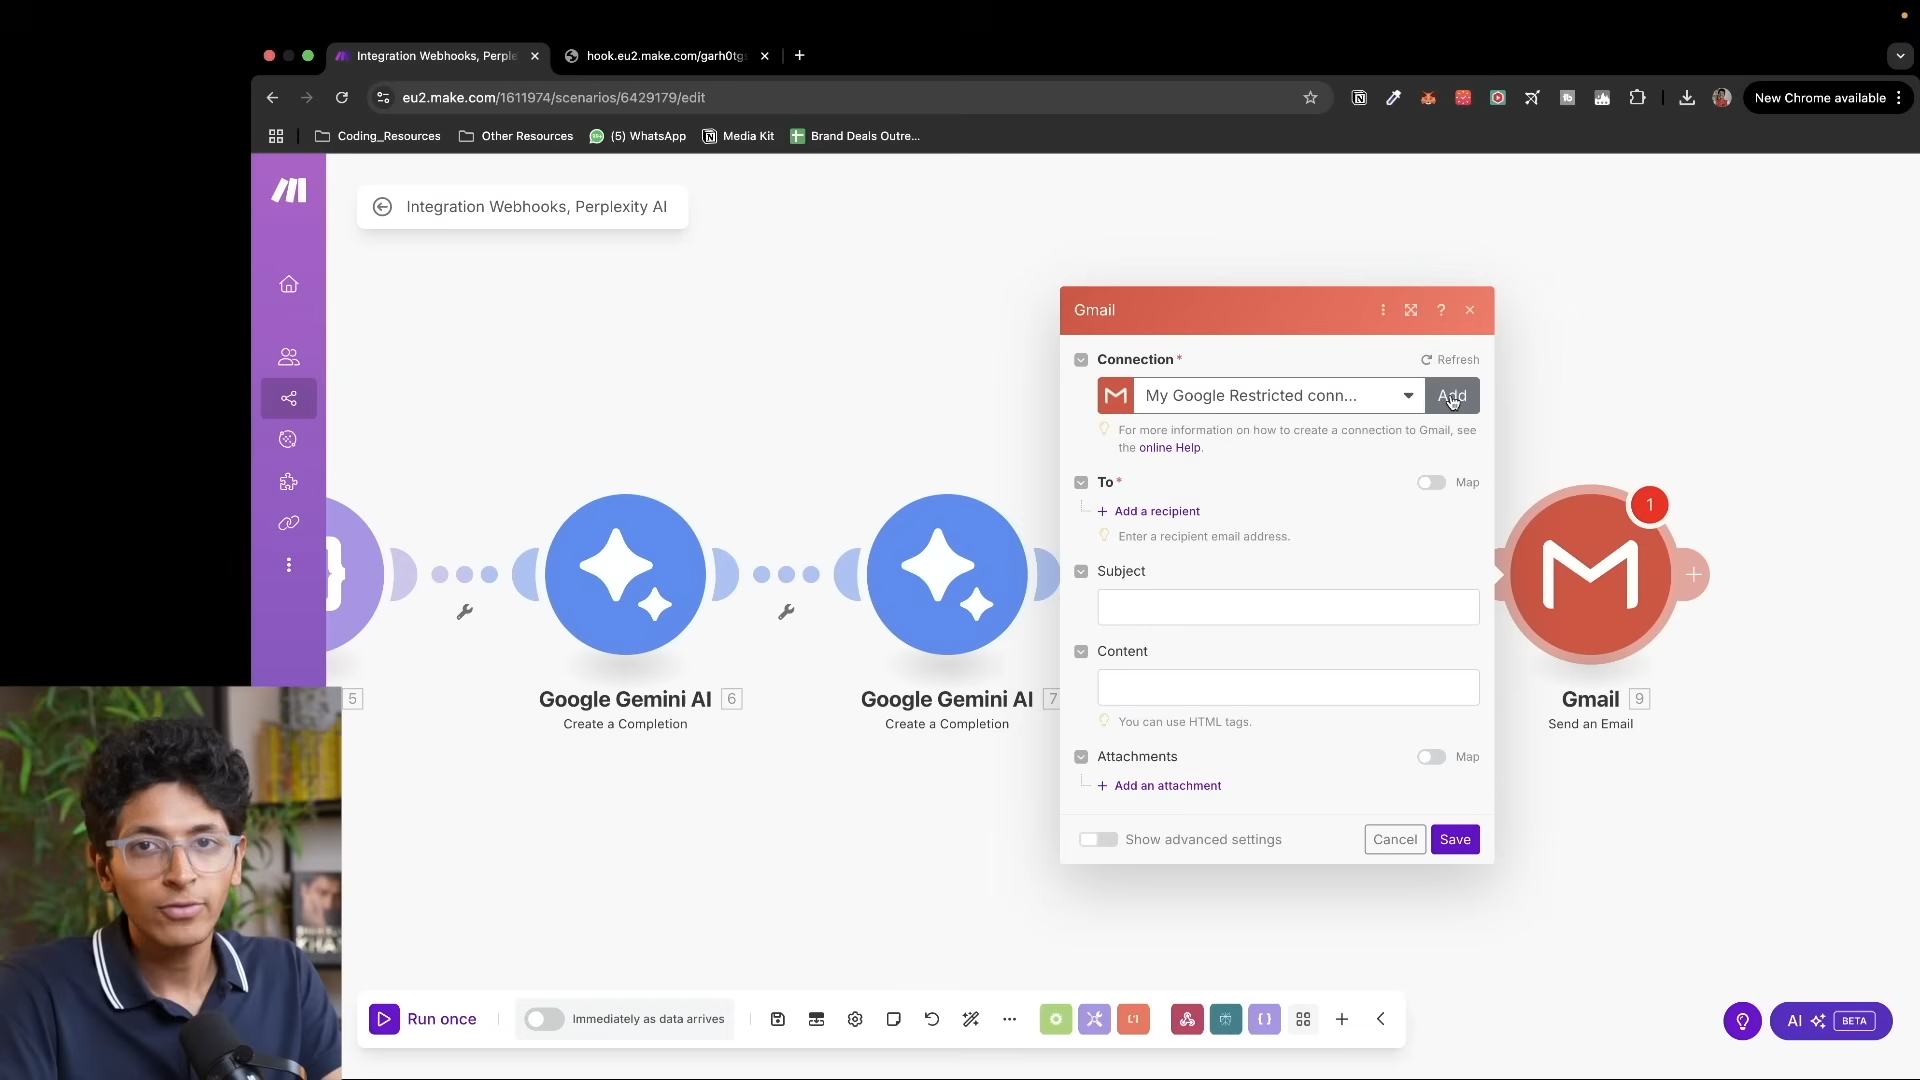 Integration Webhooks, Perple
hook.eu2.make.com/garh0tgs
eu2.make.com/1611974/scenarios/6429179/edit
New Chrome available
Coding_Resources
Other Resources
(5) WhatsApp
Media Kit
Brand Deals Outre...
Integration Webhooks, Perplexity AI
Gmail
?
Connection*
Refresh
My Google Restricted conn...
Add
For more information on how to create a connection to Gmail, see
the online Help.
To*
Map
+ Add a recipient
Enter a recipient email address.
1
Subject
Content
You can use HTML tags.
5
Google Gemini AI 6
Create a Completion
Google Gemini AI 7
Create a Completion
Gmail 9
Send an Email
Attachments
Map
+ Add an attachment
Show advanced settings
Cancel
Save
Run once
Immediately as data arrives
AI BETA